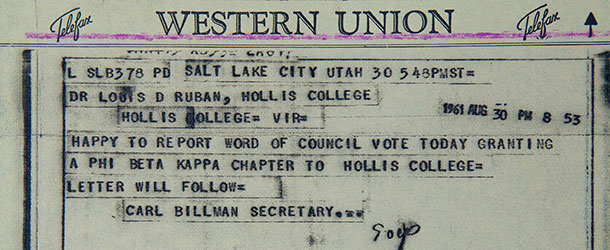 Telefax WESTERN UNION Telefax
L SLB378 PD SALT LAKE CITY UTAH 30 548PMST=
DR LOUIS D RUBAN, HOLLIS COLLEGE
HOLLIS COLLEGE= VIR=
1961 AUG 30 PM 8 53
HAPPY TO REPORT WORD OF COUNCIL VOTE TODAY GRANTING
A PHI BETA KAPPA CHAPTER TO HOLLIS COLLEGE=
LETTER WILL FOLLOW=
CARL BILLMAN SECRETARY...